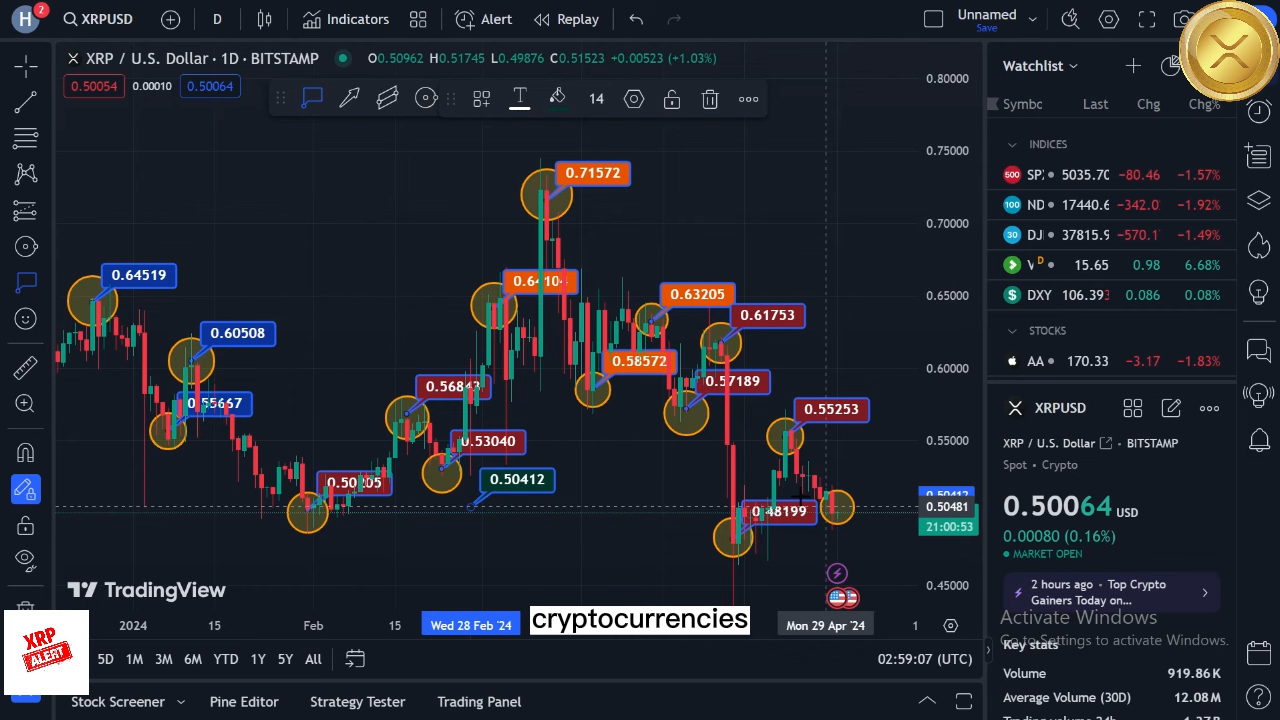 H
2
XRPUSD
D
Indicators
Alert
Replay
Unnamed
Save
XRP / U.S. Dollar · 1D · BITSTAMP
O0.50962 H0.51745 L0.49876 C0.51523 +0.00523 (+1.03%)
0.50054
0.00010
0.50064
14
0.80000
0.75000
0.70000
0.65000
0.60000
0.55000
0.50481
21:00:53
0.45000
0.71572
0.64519
0.64104
0.63205
0.61753
0.60508
0.58572
0.57189
0.55667
0.55253
0.53040
0.50412
0.48199
TradingView
2024
15
Feb
15
Wed 28 Feb '24
cryptocurrencies
Mon 29 Apr '24
1
XRP
ALERT
5D 1M 3M 6M YTD 1Y 5Y All
02:59:07 (UTC)
Stock Screener
Pine Editor
Strategy Tester
Trading Panel
Watchlist
Symbc Last Chg Chg%
INDICES
500 SP 5035.70 −80.46 −1.57%
100 ND 17440.6 −342.0 −1.92%
30 DJ 37815.9 −570.1 −1.49%
V D 15.65 0.98 6.68%
$ DXY 106.39 0.086 0.08%
STOCKS
AA 170.33 −3.17 −1.83%
XRPUSD
XRP / U.S. Dollar · BITSTAMP
Spot · Crypto
0.50064 USD
0.00080 (0.16%)
MARKET OPEN
2 hours ago · Top Crypto
Gainers Today on...
Activate Windows
Go to Settings to activate Windows.
Key stats
Volume 919.86 K
Average Volume (30D) 12.08 M